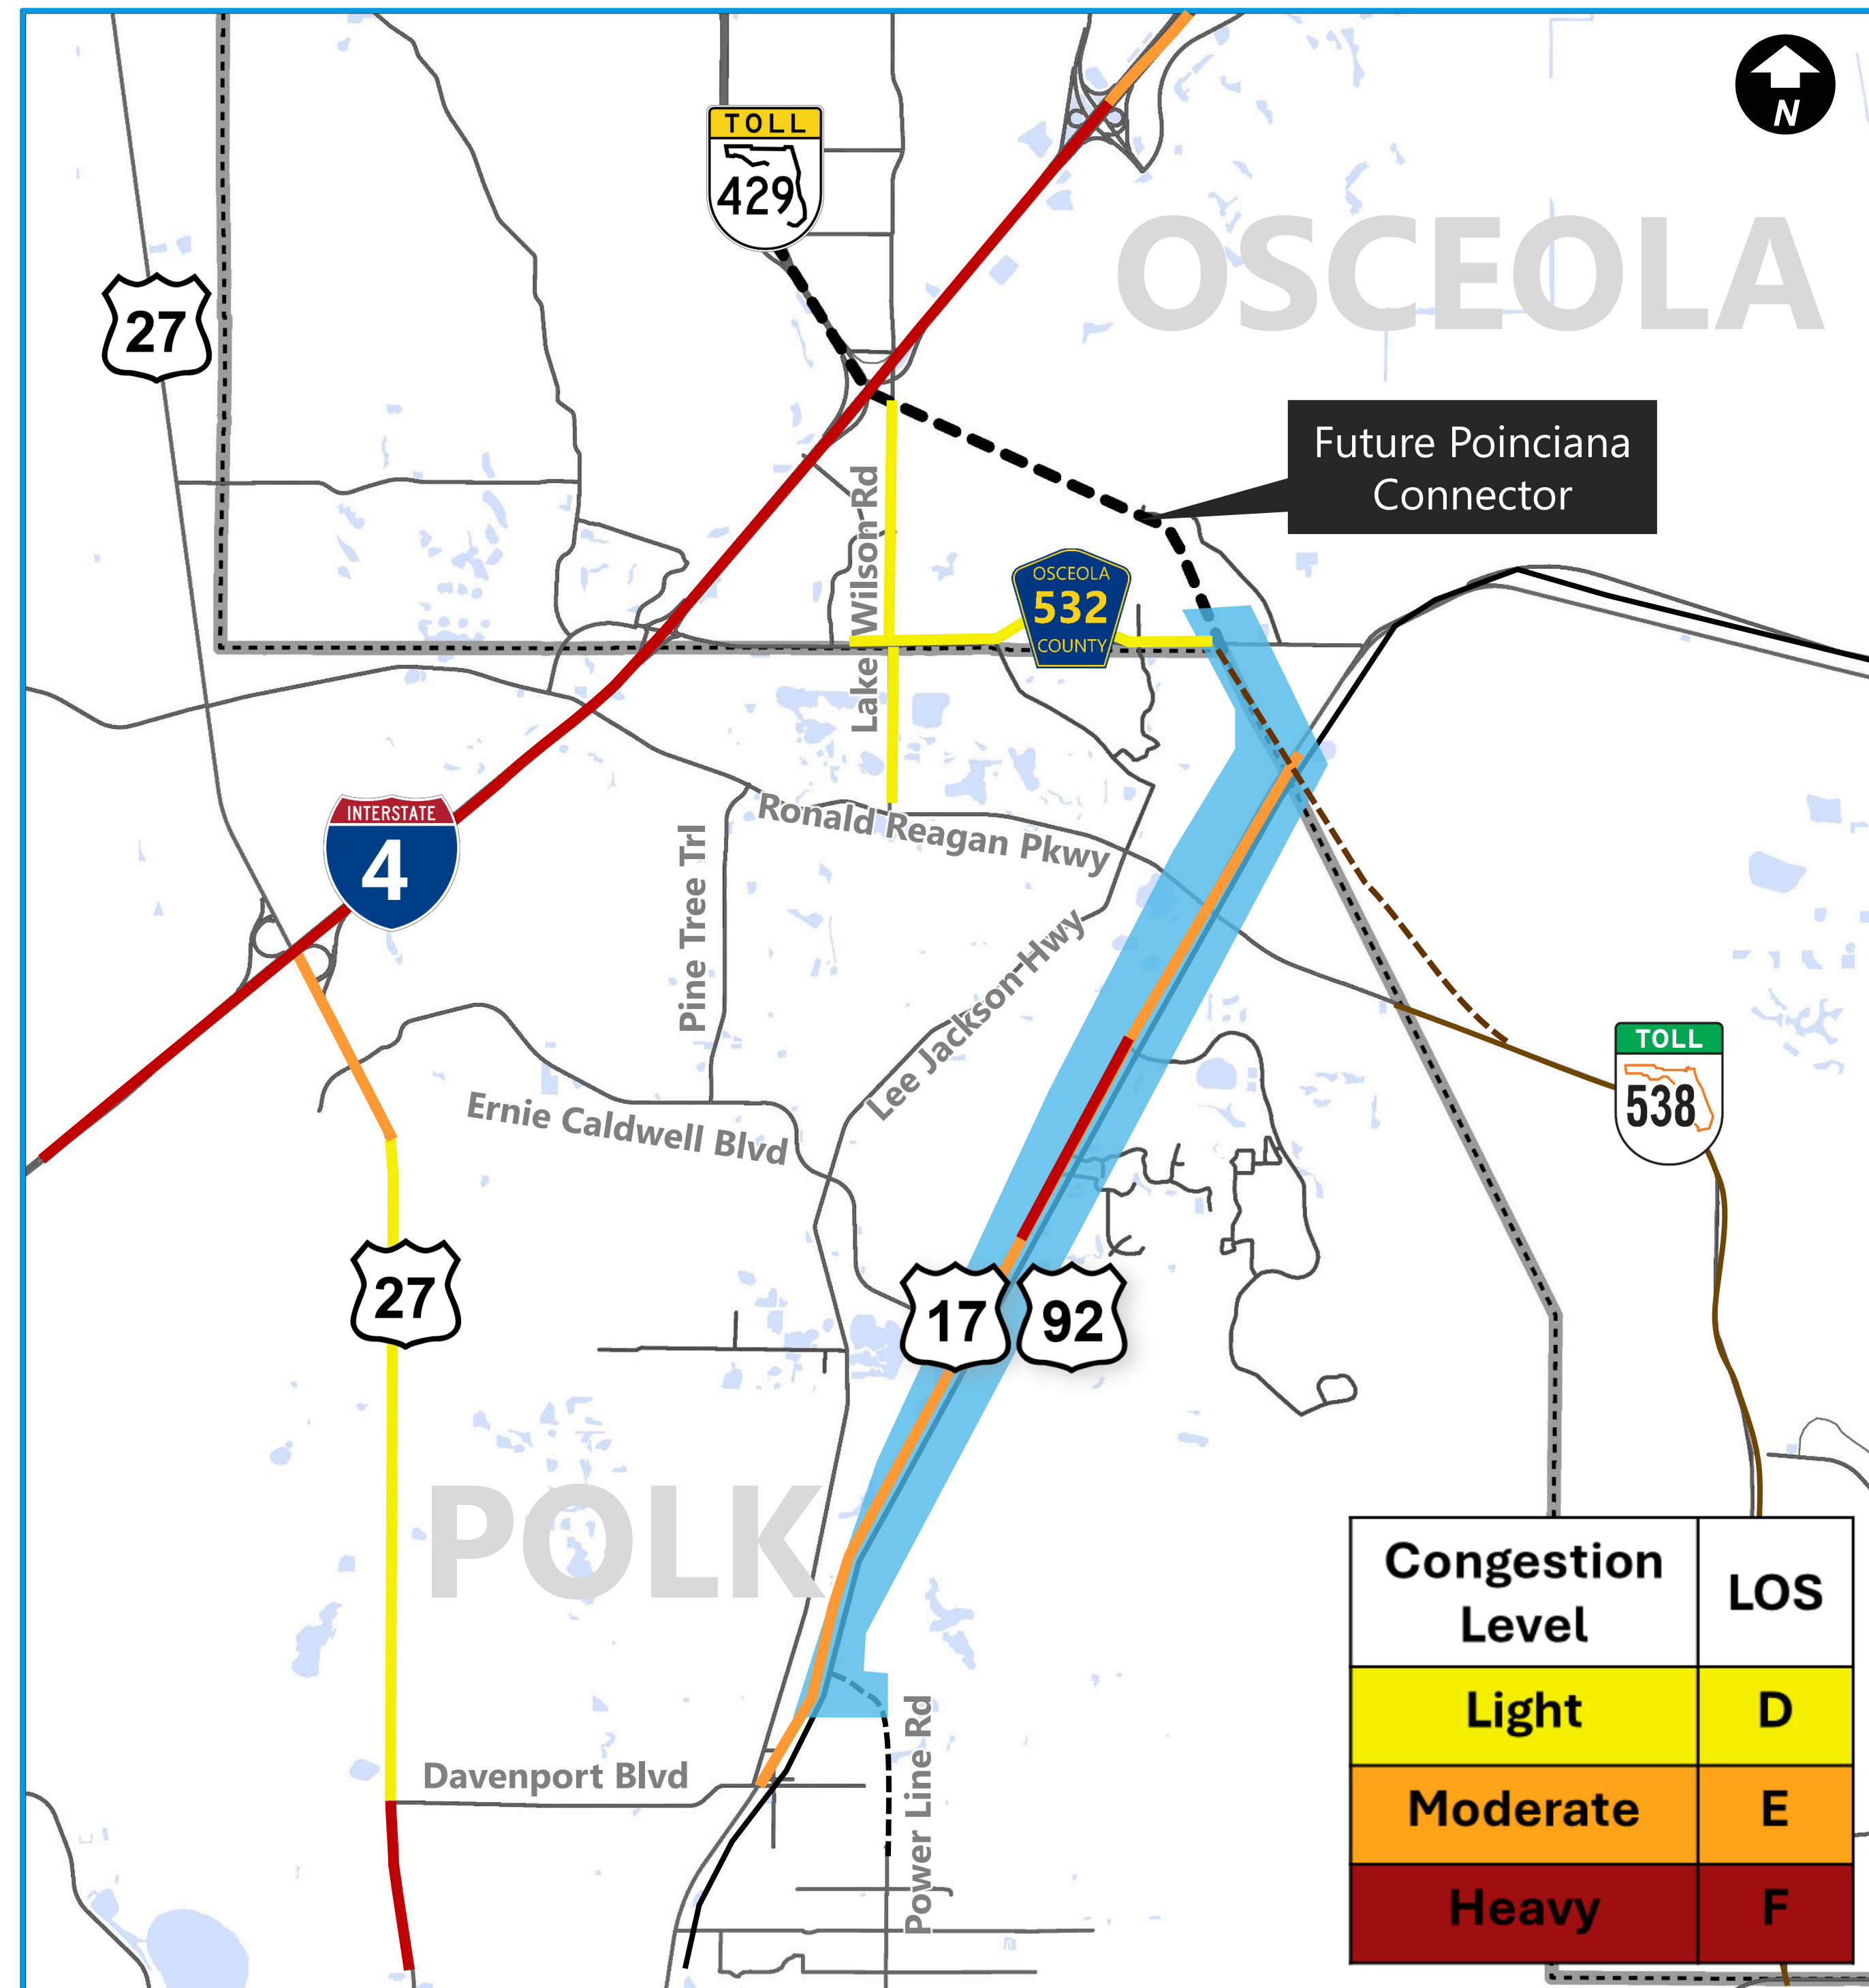 N
TOLL
429
OSCEOLA
27
Future Poinciana
Connector
Lake Wilson Rd
OSCEOLA
532
COUNTY
INTERSTATE
4
Ronald Reagan Pkwy
Pine Tree Trl
Lee Jackson Hwy
TOLL
538
Ernie Caldwell Blvd
27
17
92
POLK
Davenport Blvd
Power Line Rd
Congestion
Level
LOS
Light
D
Moderate
E
Heavy
F